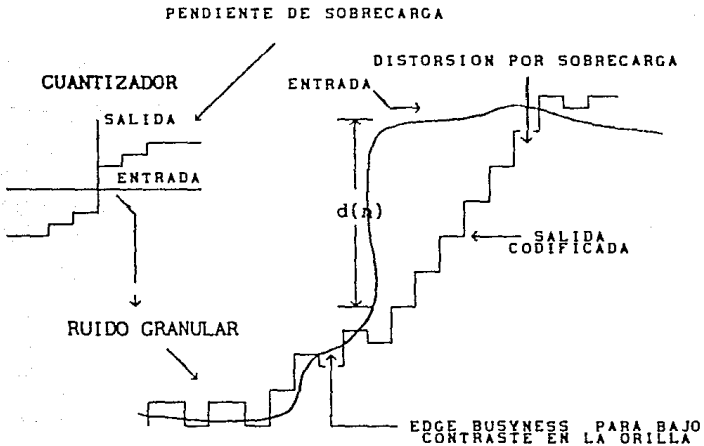 PENDIENTE DE SOBRECARGA
DISTORSION POR SOBRECARGA
CUANTIZADOR
ENTRADA
SALIDA
ENTRADA
d(n)
SALIDA
CODIFICADA
RUIDO GRANULAR
EDGE BUSYNESS PARA BAJO
CONTRASTE EN LA ORILLA